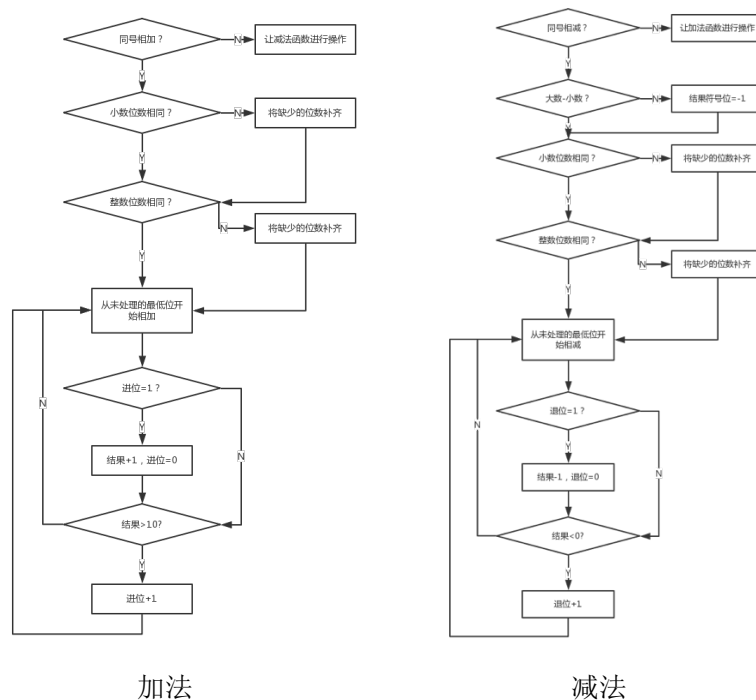 同号相加？
N
让减法函数进行操作
Y
小数位数相同？
N
将缺少的位数补齐
Y
整数位数相同？
N
将缺少的位数补齐
Y
从未处理的最低位开
始相加
进位=1？
N
N
Y
结果+1，进位=0
结果>10?
Y
进位+1
加法
同号相减？
N
让加法函数进行操作
Y
大数-小数？
N
结果符号位=-1
Y
小数位数相同？
N
将缺少的位数补齐
Y
整数位数相同？
N
将缺少的位数补齐
Y
从未处理的最低位开
始相减
退位=1？
N
N
Y
结果-1，退位=0
结果<0?
Y
退位+1
减法